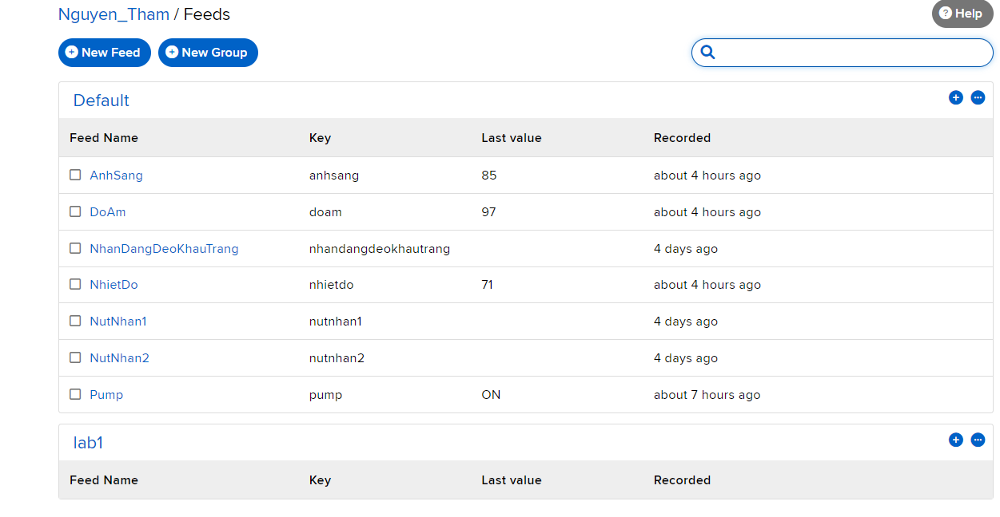 Nguyen_Tham / Feeds
Help
New Feed
New Group
Default
Feed Name Key Last value Recorded
AnhSang anhsang 85 about 4 hours ago
DoAm doam 97 about 4 hours ago
NhanDangDeoKhauTrang nhandangdeokhautrang 4 days ago
NhietDo nhietdo 71 about 4 hours ago
NutNhan1 nutnhan1 4 days ago
NutNhan2 nutnhan2 4 days ago
Pump pump ON about 7 hours ago
lab1
Feed Name Key Last value Recorded